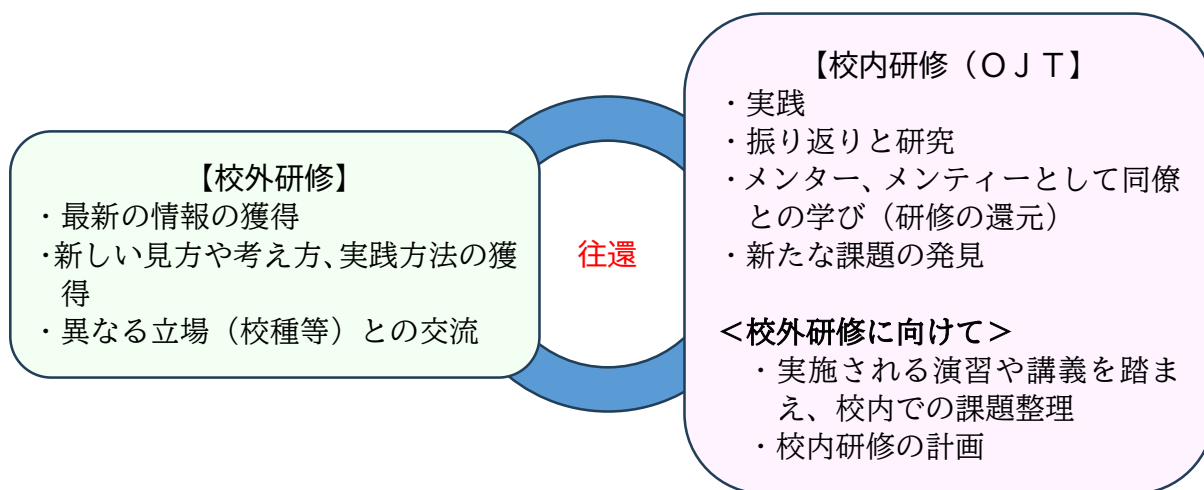 【校外研修】
・最新の情報の獲得
・新しい見方や考え方、実践方法の獲
得
・異なる立場（校種等）との交流
往還
【校内研修（ＯＪＴ】
・実践
・振り返りと研究
・メンター、メンティーとして同僚
との学び（研修の還元）
・新たな課題の発見
＜校外研修に向けて＞
・実施される演習や講義を踏ま
え、校内での課題整理
・校内研修の計画